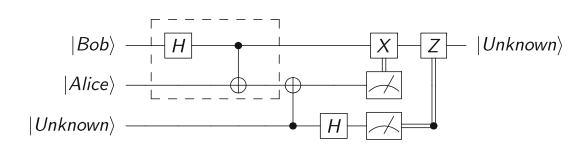 |Bob⟩ H X Z |Unknown⟩
|Alice⟩
|Unknown⟩ H